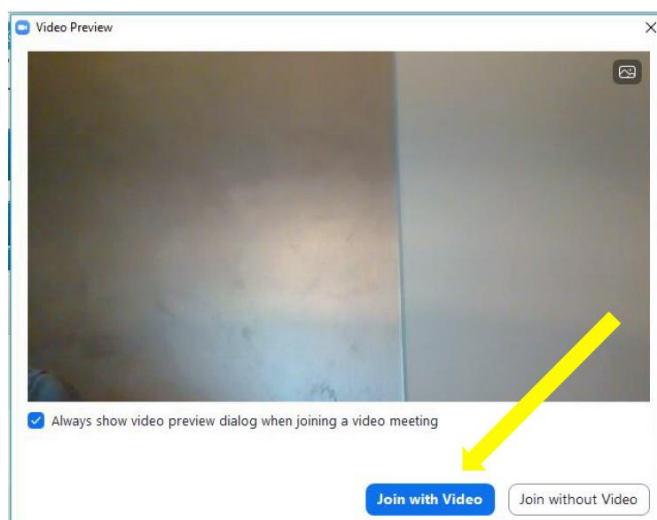 Video Preview
Always show video preview dialog when joining a video meeting
Join with Video
Join without Video